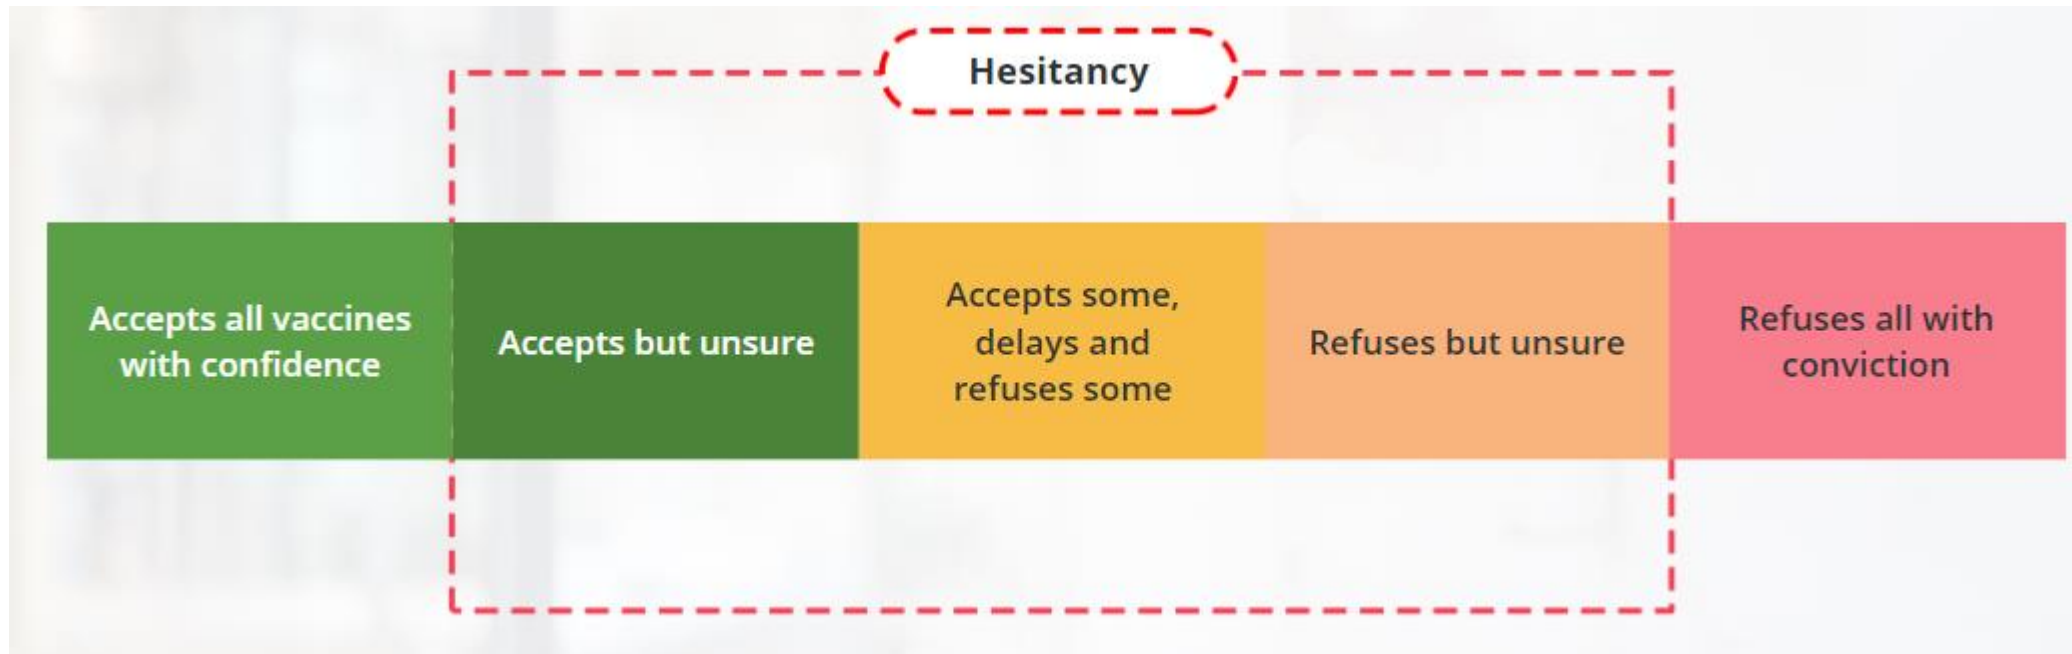 Hesitancy
Accepts all vaccines
with confidence
Accepts but unsure
Accepts some,
delays and
refuses some
Refuses but unsure
Refuses all with
conviction